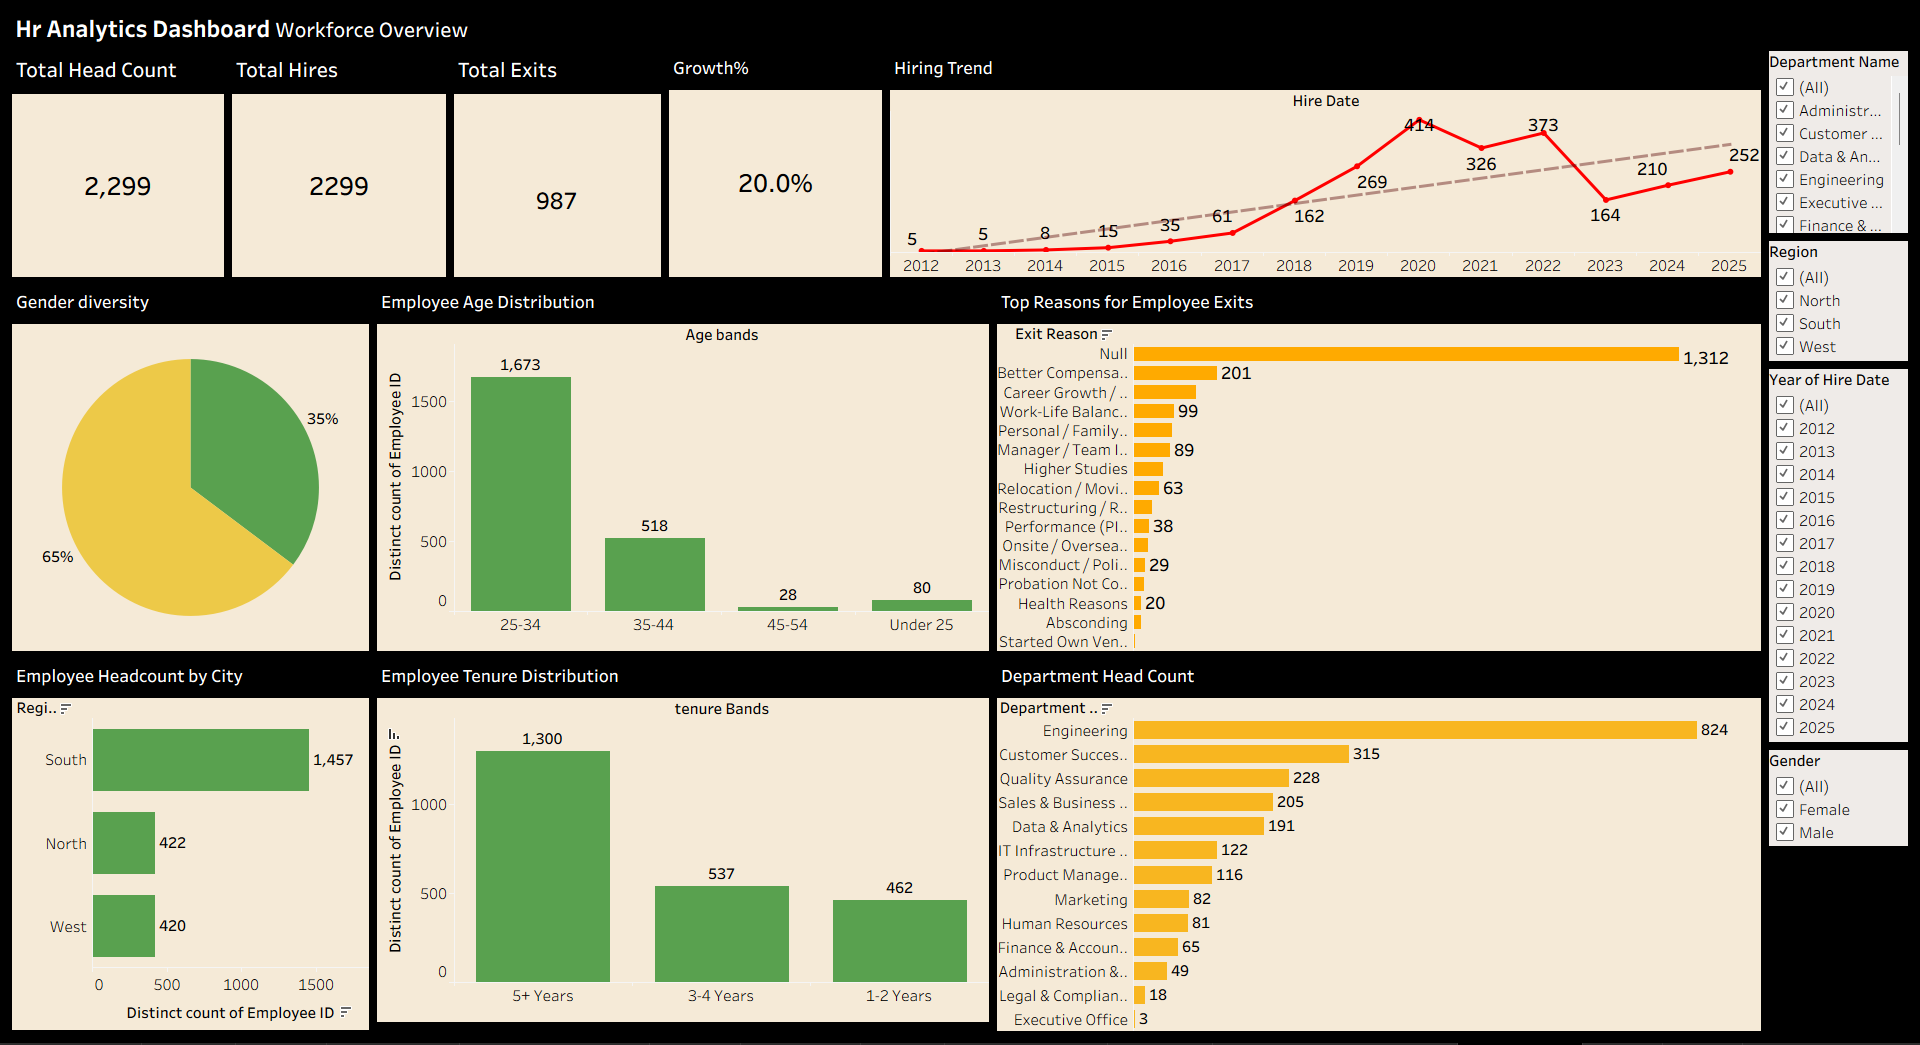 Hr Analytics Dashboard Workforce Overview
Total Head Count
2,299
Total Hires
2299
Total Exits
987
Growth%
20.0%
Hiring Trend
Hire Date
5
5
8
15
35
61
162
269
414
326
373
164
210
252
2012 2013 2014 2015 2016 2017 2018 2019 2020 2021 2022 2023 2024 2025
Gender diversity
35%
65%
Employee Age Distribution
Age bands
Distinct count of Employee ID
1500
1000
500
0
1,673
518
28
80
25-34 35-44 45-54 Under 25
Top Reasons for Employee Exits
Exit Reason
Null 1,312
Better Compensa.. 201
Career Growth / ..
Work-Life Balanc.. 99
Personal / Family..
Manager / Team I.. 89
Higher Studies
Relocation / Movi.. 63
Restructuring / R..
Performance (PI.. 38
Onsite / Oversea..
Misconduct / Poli.. 29
Probation Not Co..
Health Reasons 20
Absconding
Started Own Ven..
Employee Headcount by City
Regi..
South 1,457
North 422
West 420
0 500 1000 1500
Distinct count of Employee ID
Employee Tenure Distribution
tenure Bands
Distinct count of Employee ID
1000
500
0
1,300
537
462
5+ Years 3-4 Years 1-2 Years
Department Head Count
Department ..
Engineering 824
Customer Succes.. 315
Quality Assurance 228
Sales & Business .. 205
Data & Analytics 191
IT Infrastructure .. 122
Product Manage.. 116
Marketing 82
Human Resources 81
Finance & Accoun.. 65
Administration &.. 49
Legal & Complian.. 18
Executive Office 3
Department Name
(All)
Administr...
Customer ...
Data & An...
Engineering
Executive ...
Finance & ...
Region
(All)
North
South
West
Year of Hire Date
(All)
2012
2013
2014
2015
2016
2017
2018
2019
2020
2021
2022
2023
2024
2025
Gender
(All)
Female
Male